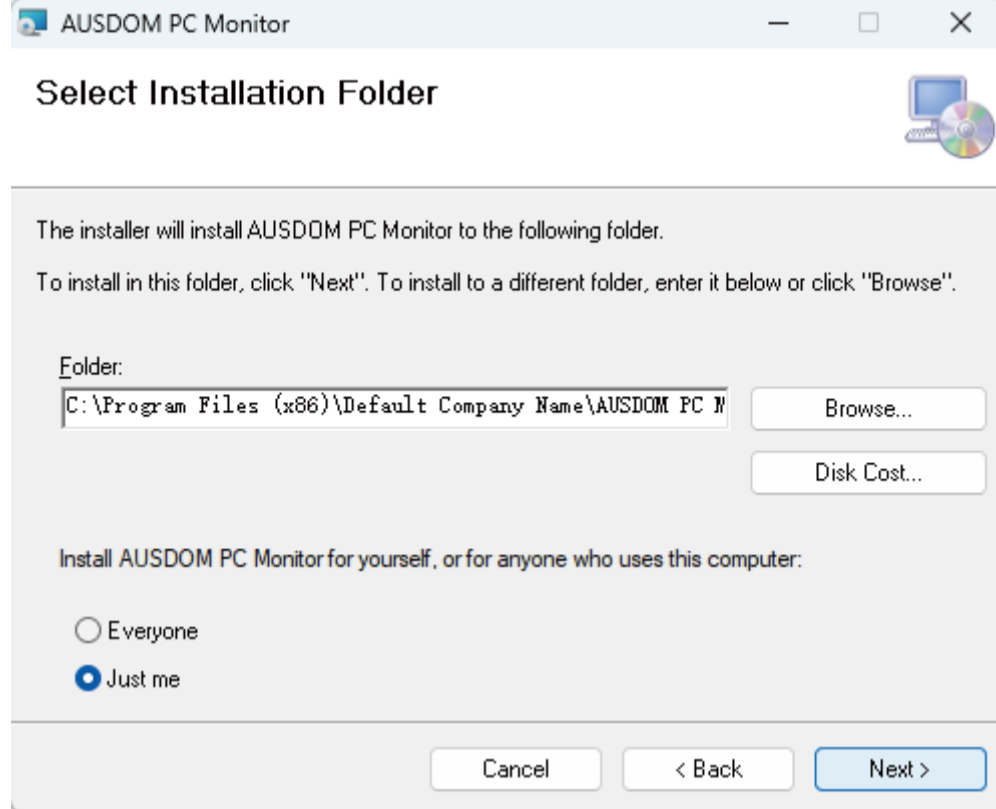 AUSDOM PC Monitor
Select Installation Folder
The installer will install AUSDOM PC Monitor to the following folder.
To install in this folder, click "Next". To install to a different folder, enter it below or click "Browse".
Folder:
C:\Program Files (x86)\Default Company Name\AUSDOM PC M
Browse...
Disk Cost...
Install AUSDOM PC Monitor for yourself, or for anyone who uses this computer:
Everyone
Just me
Cancel
< Back
Next >